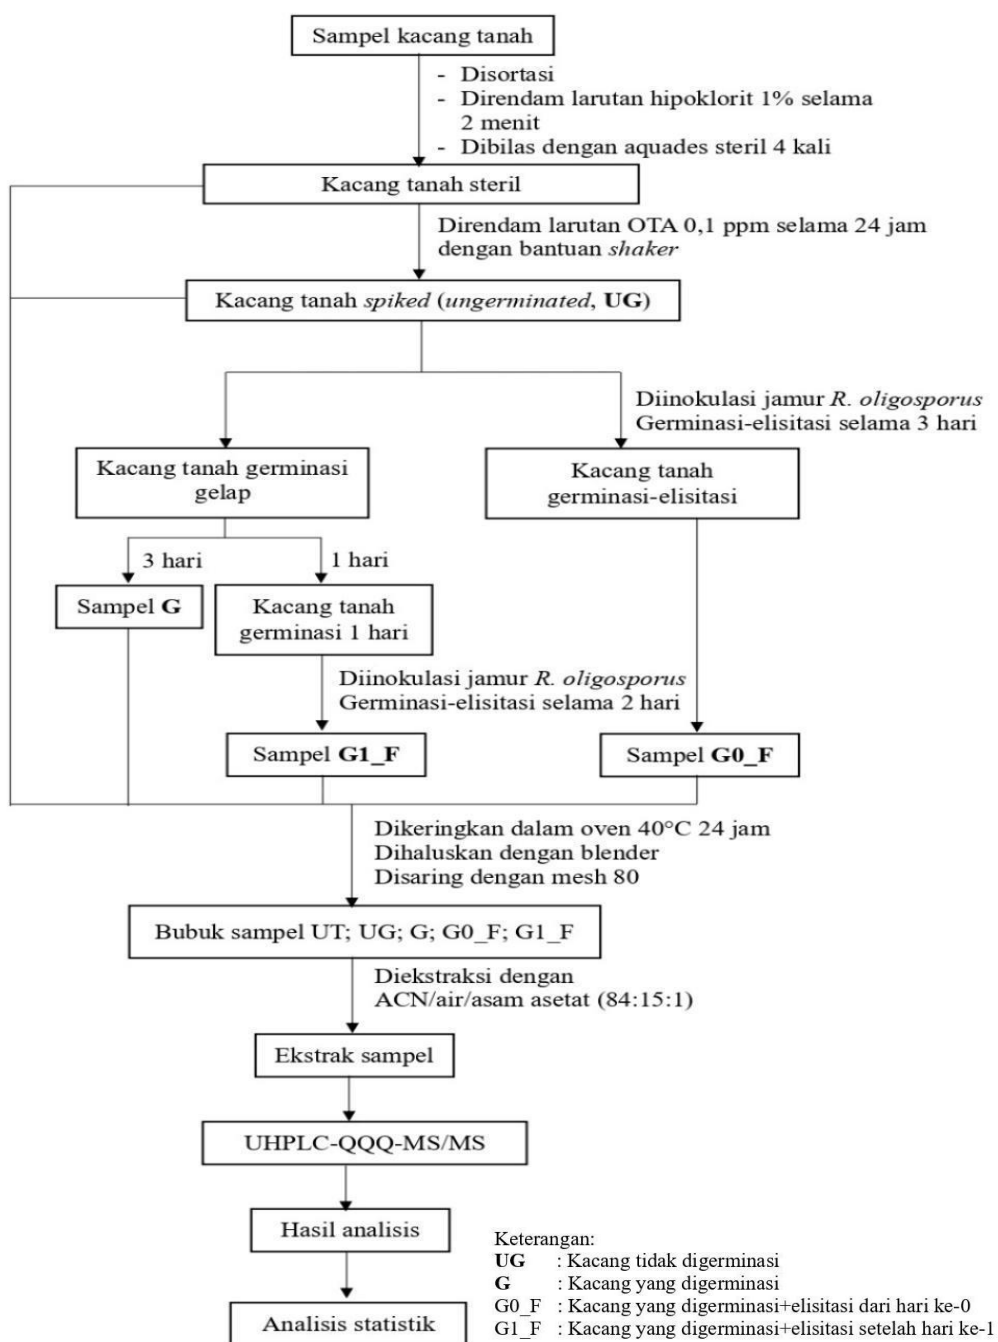 Sampel kacang tanah
- Disortasi
- Direndam larutan hipoklorit 1% selama
2 menit
- Dibilas dengan aquades steril 4 kali
Kacang tanah steril
Direndam larutan OTA 0,1 ppm selama 24 jam
dengan bantuan shaker
Kacang tanah spiked (ungerminated, UG)
Diinokulasi jamur R. oligosporus
Germinasi-elisitasi selama 3 hari
Kacang tanah germinasi
gelap
Kacang tanah
germinasi-elisitasi
3 hari
1 hari
Sampel G
Kacang tanah
germinasi 1 hari
Diinokulasi jamur R. oligosporus
Germinasi-elisitasi selama 2 hari
Sampel G1_F
Sampel G0_F
Dikeringkan dalam oven 40°C 24 jam
Dihaluskan dengan blender
Disaring dengan mesh 80
Bubuk sampel UT; UG; G; G0_F; G1_F
Diekstraksi dengan
ACN/air/asam asetat (84:15:1)
Ekstrak sampel
UHPLC-QQQ-MS/MS
Hasil analisis
Analisis statistik
Keterangan:
UG : Kacang tidak digerminasi
G : Kacang yang digerminasi
G0_F : Kacang yang digerminasi+elisitasi dari hari ke-0
G1_F : Kacang yang digerminasi+elisitasi setelah hari ke-1